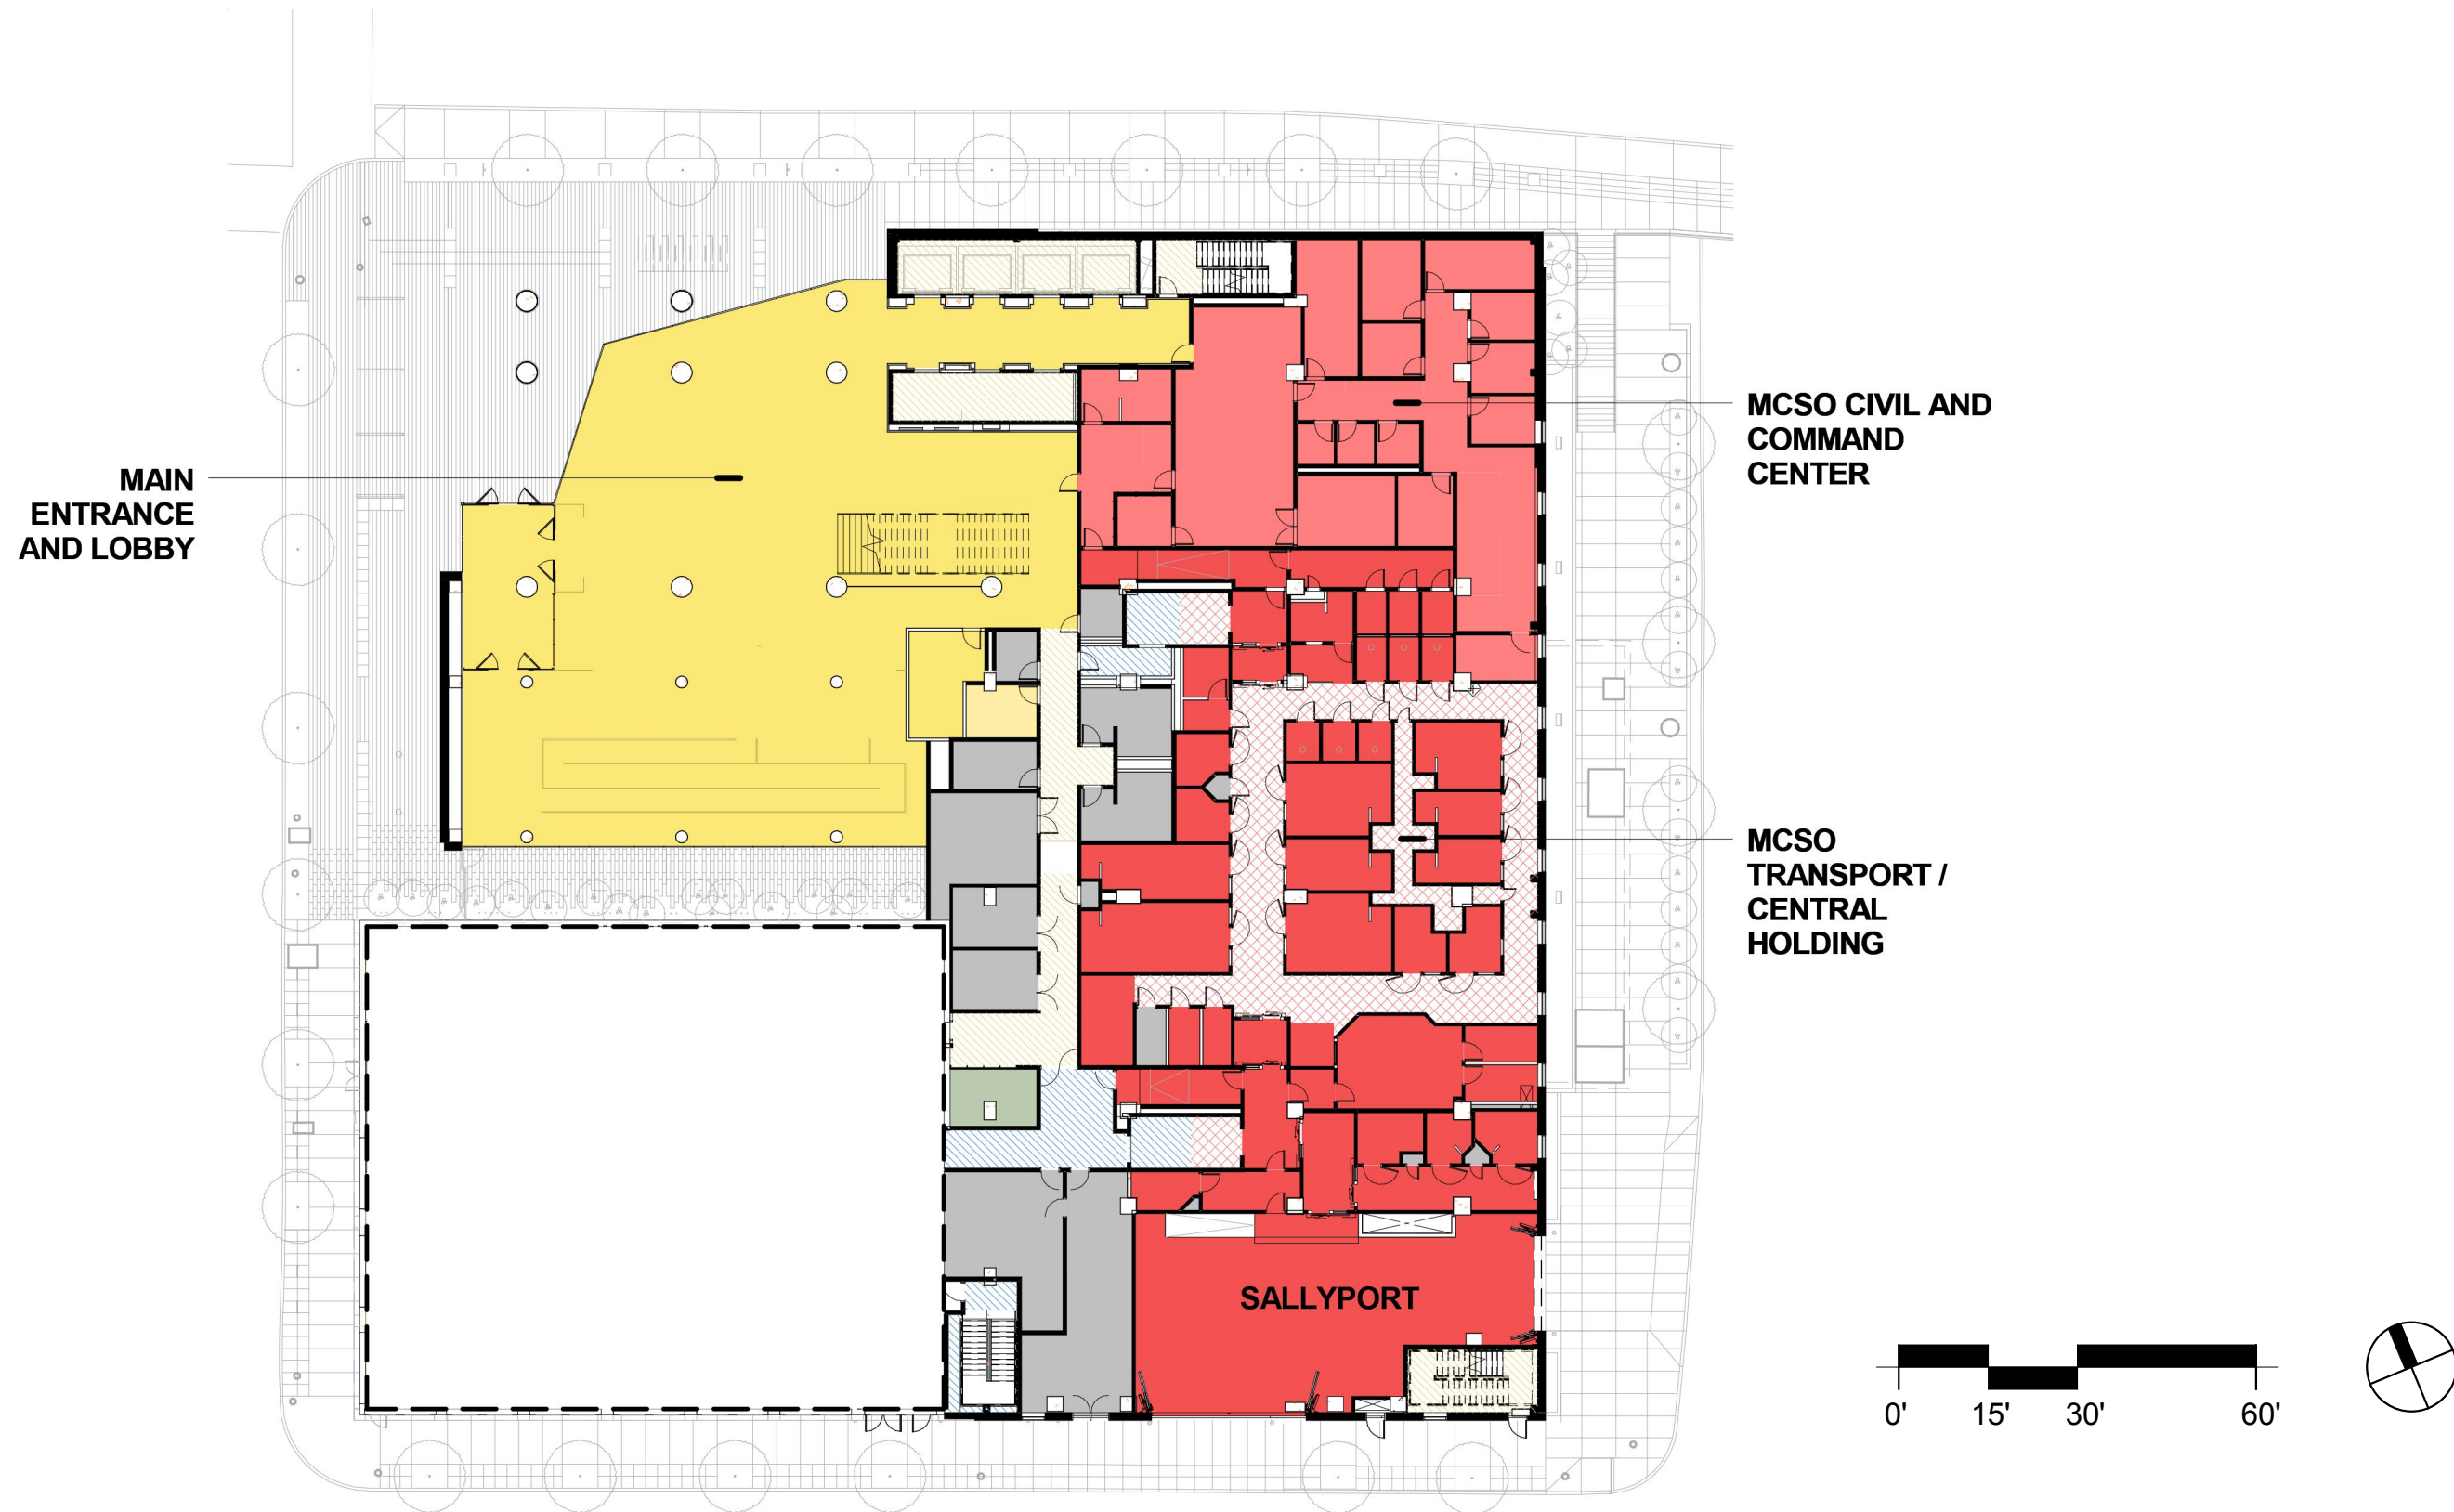 MAIN
ENTRANCE
AND LOBBY
MCSO CIVIL AND
COMMAND
CENTER
MCSO
TRANSPORT /
CENTRAL
HOLDING
SALLYPORT
0' 15' 30' 60'